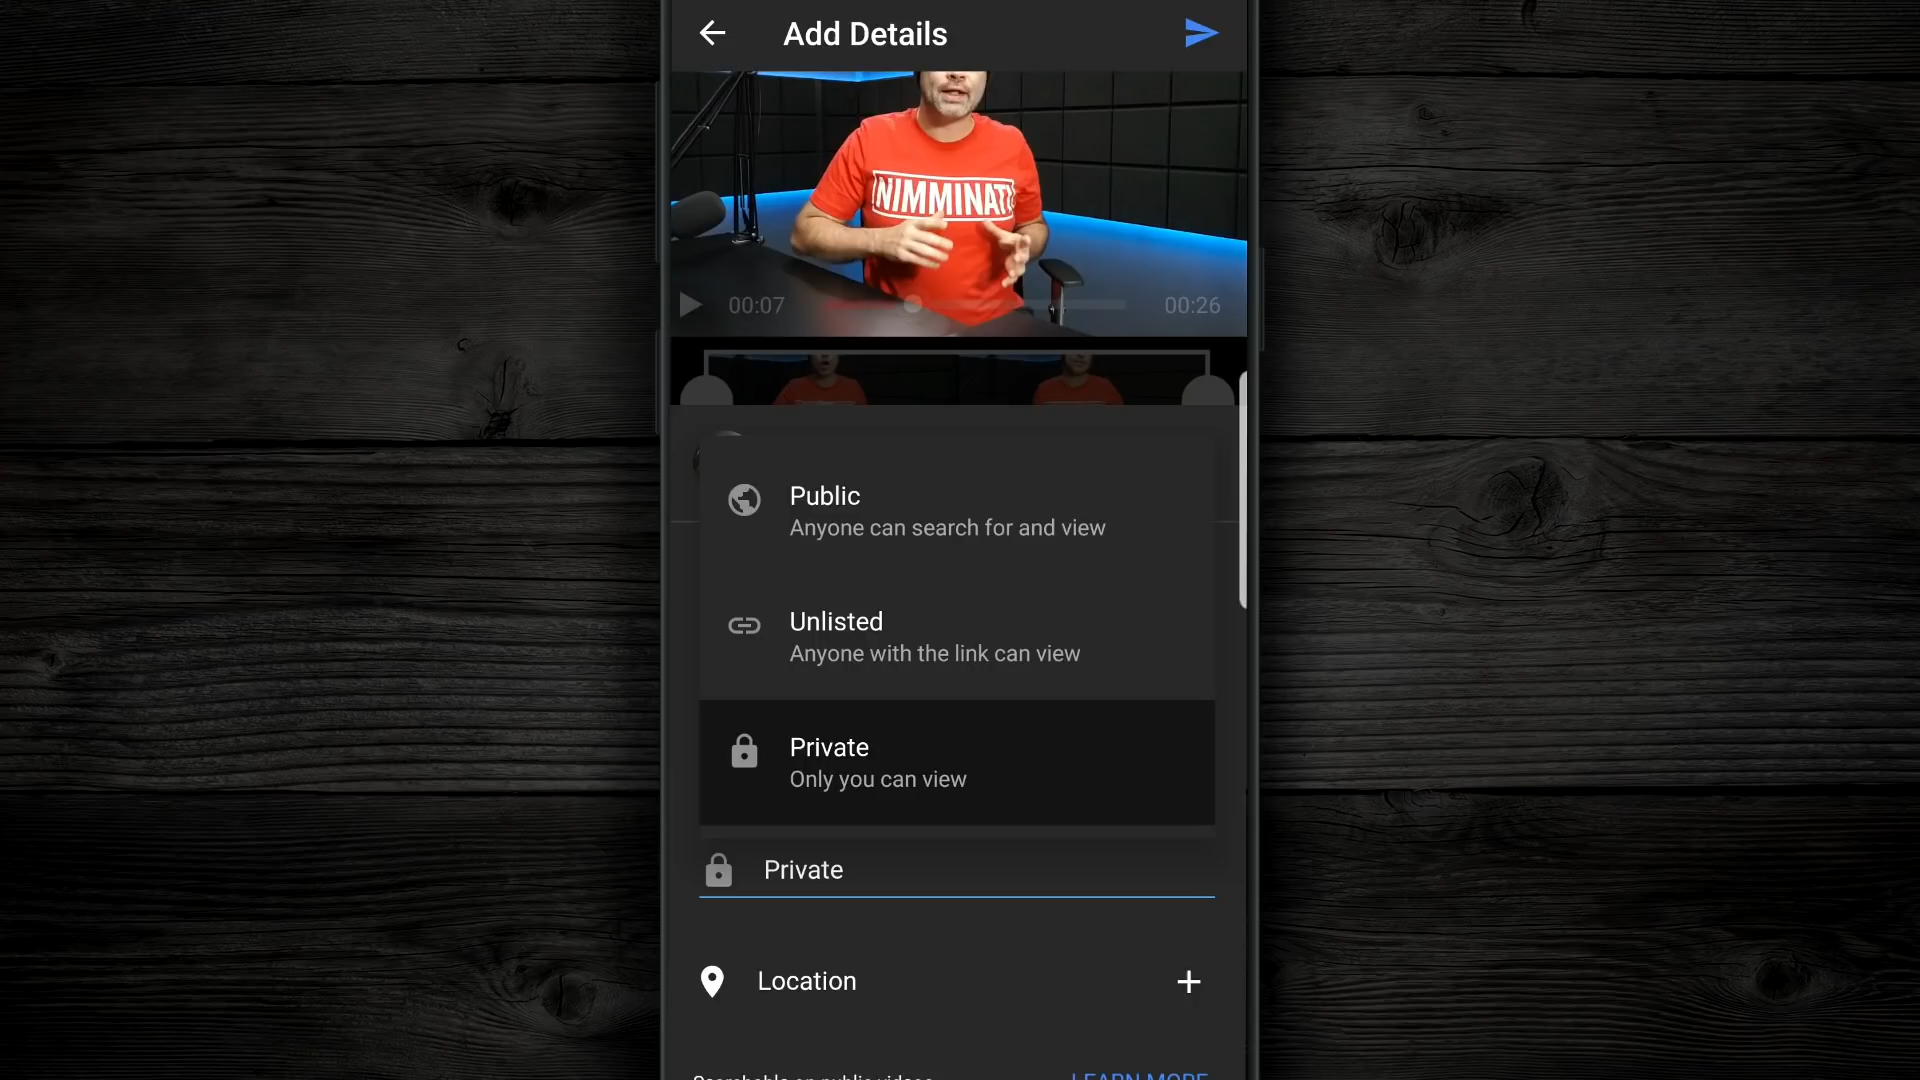 Add Details
NIMMINATI
00:07
00:26
Public
Anyone can search for and view
Unlisted
Anyone with the link can view
Private
Only you can view
Private
Location
Searchable on public videos
LEARN MORE